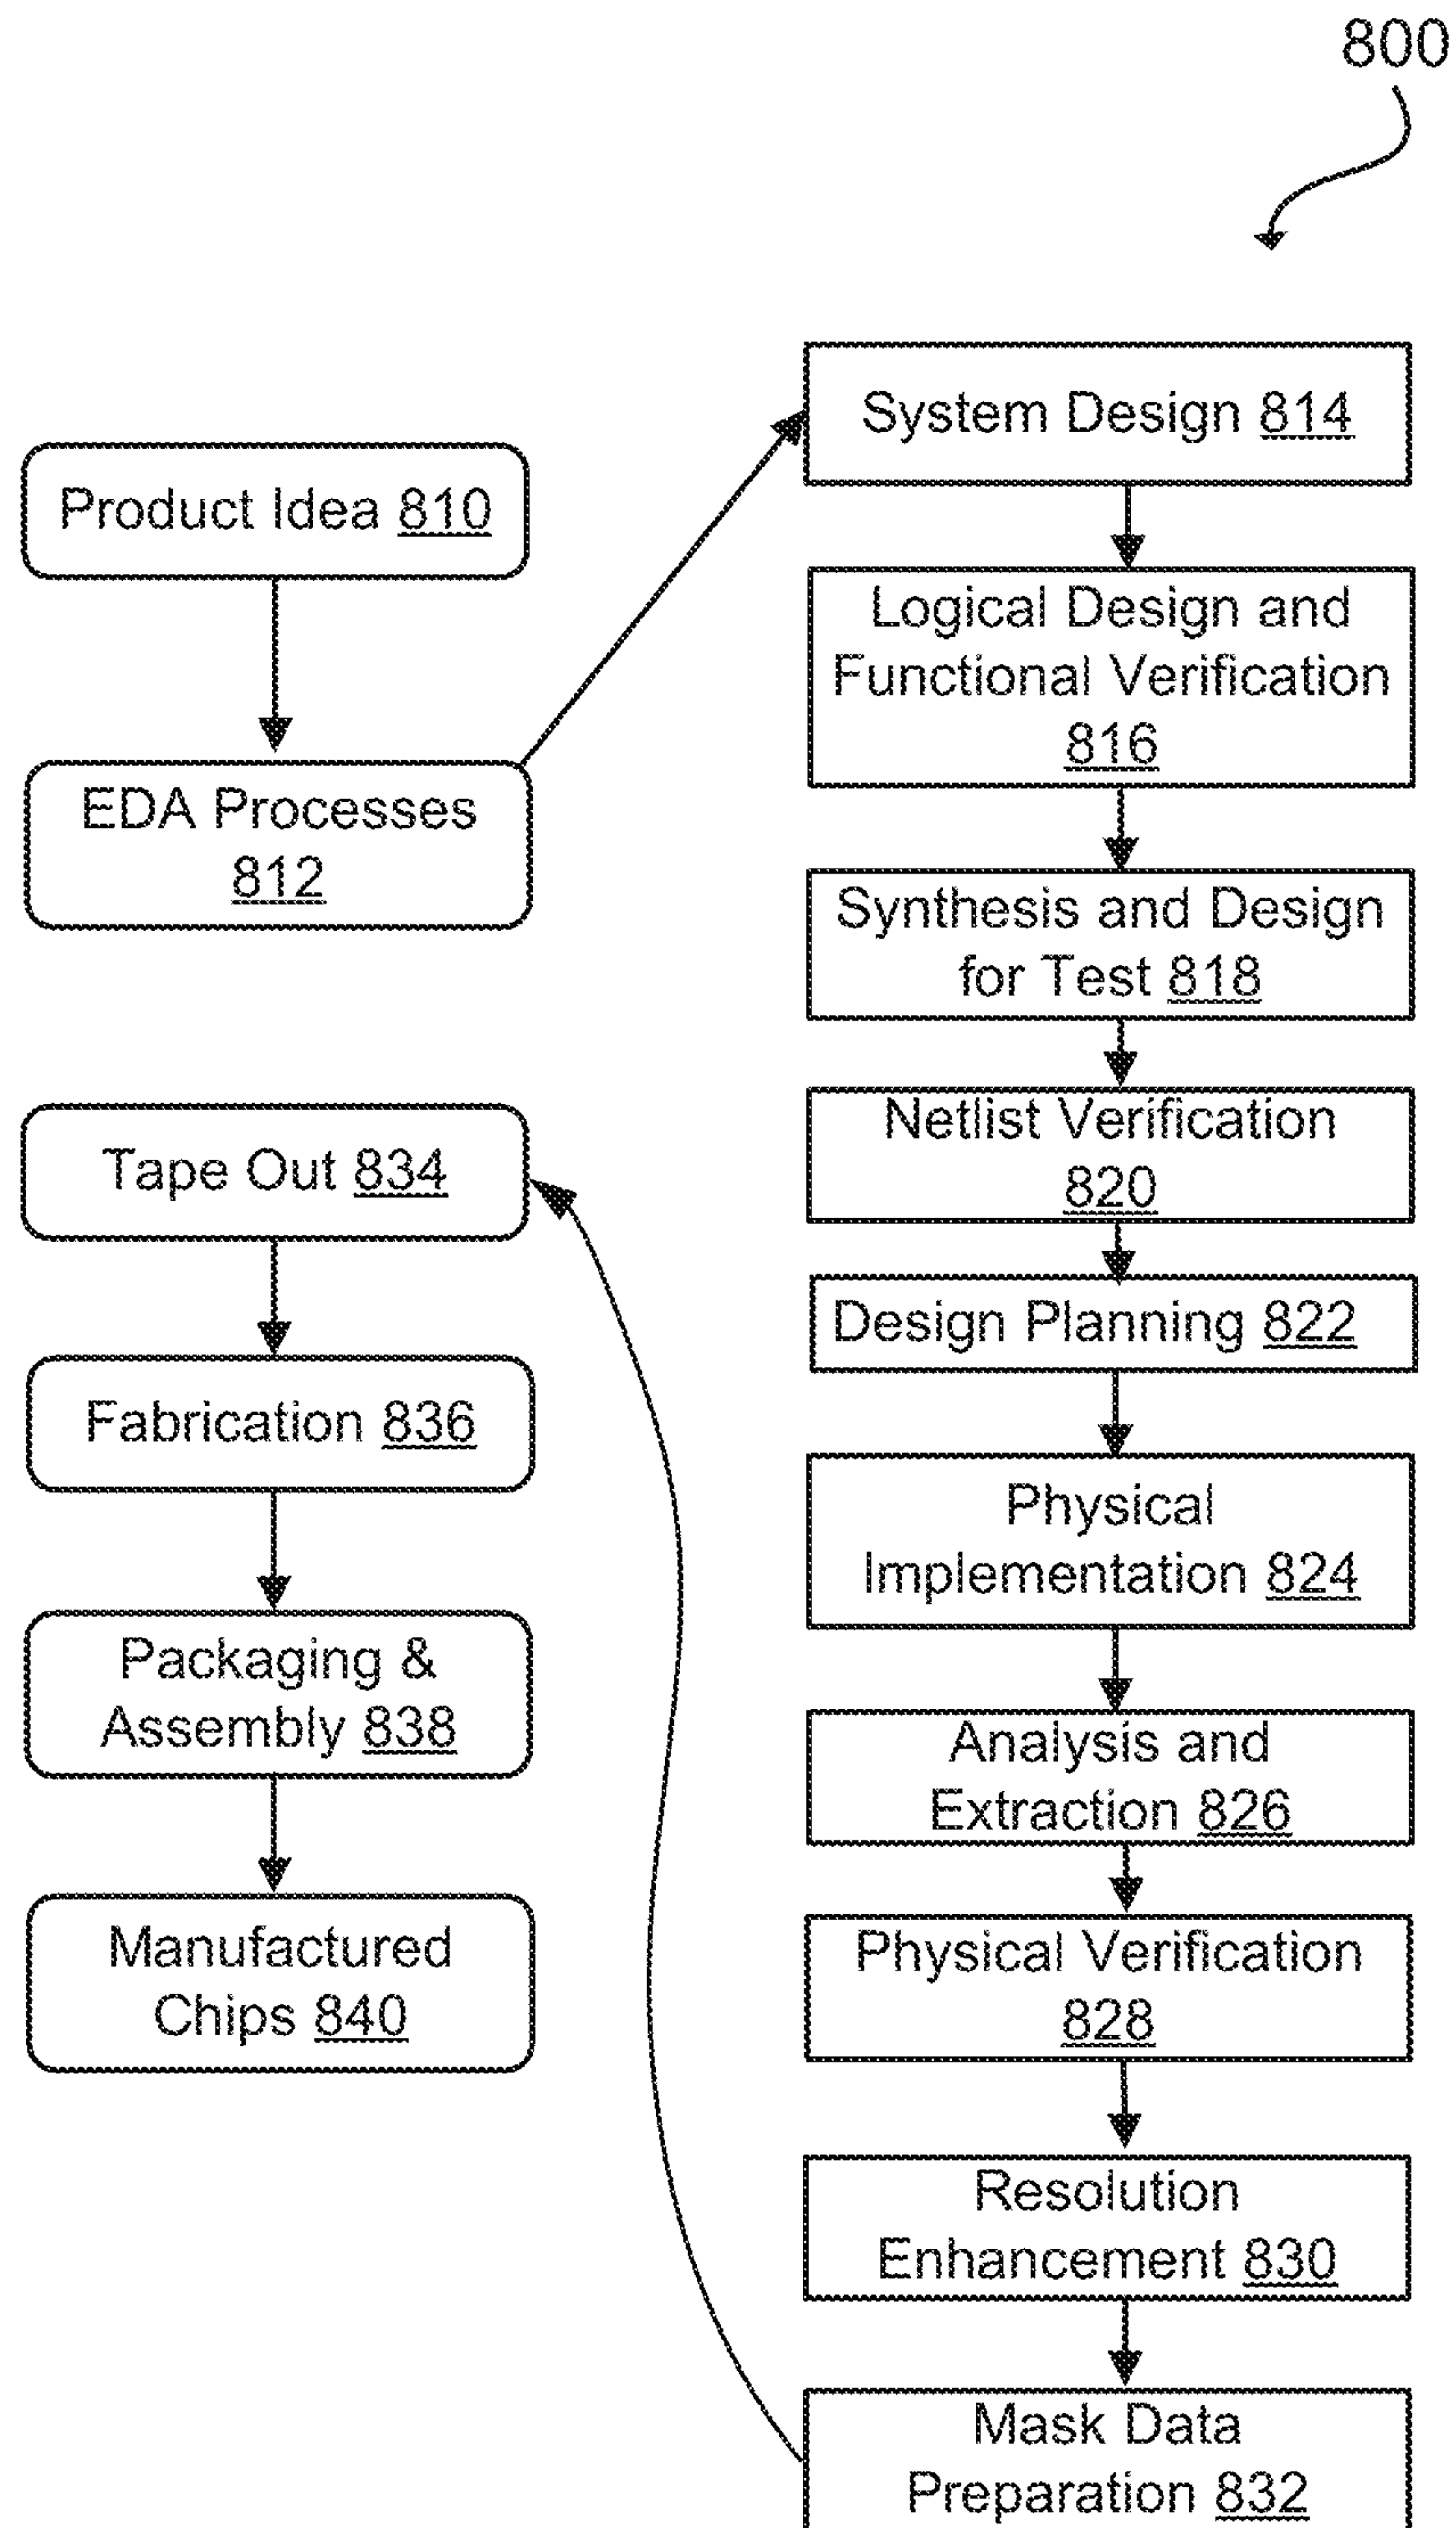 800
Product Idea 810
EDA Processes
812
System Design 814
Logical Design and
Functional Verification
816
Synthesis and Design
for Test 818
Netlist Verification
820
Design Planning 822
Physical
Implementation 824
Analysis and
Extraction 826
Physical Verification
828
Resolution
Enhancement 830
Mask Data
Preparation 832
Tape Out 834
Fabrication 836
Packaging &
Assembly 838
Manufactured
Chips 840